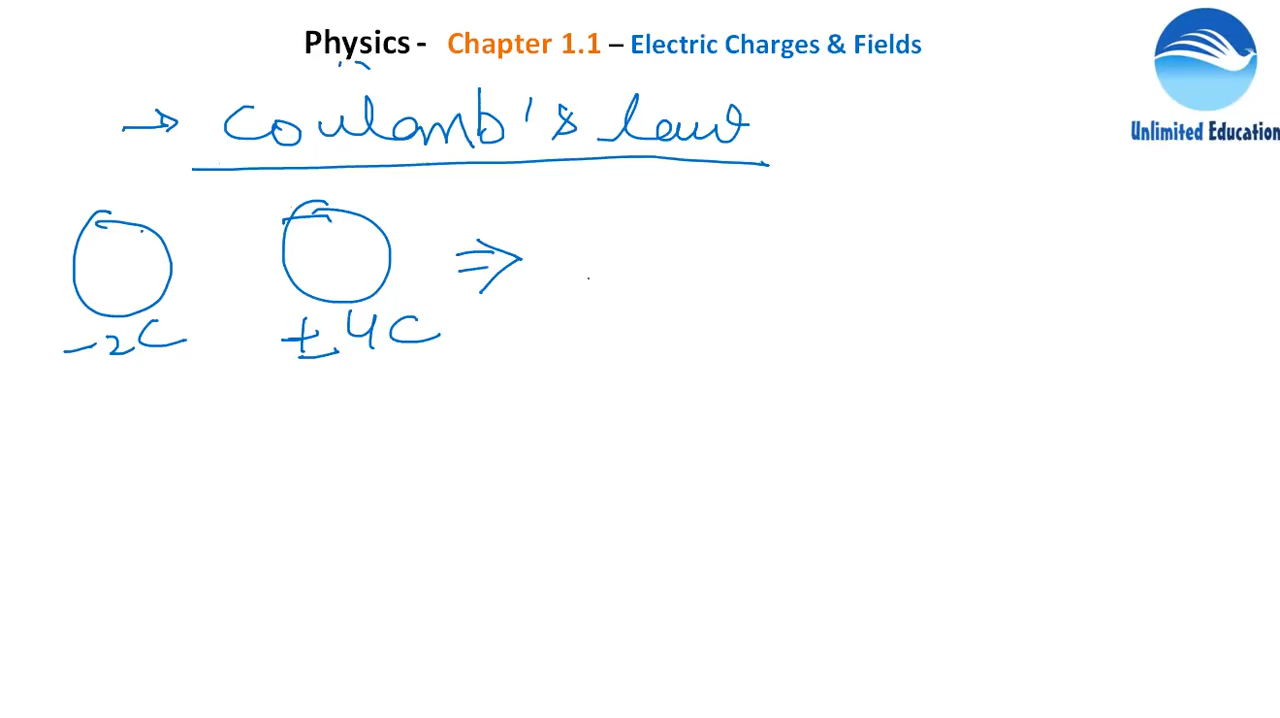 Physics - Chapter 1.1 – Electric Charges & Fields
Unlimited Education
→ Coulomb's law
-2C +4C ⇒